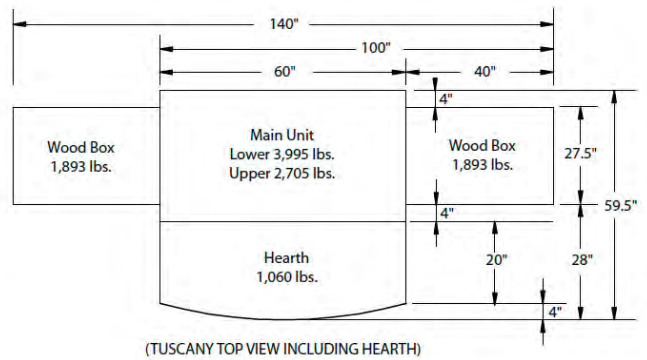 140"
100"
60"
40"
4"
Wood Box
1,893 lbs.
Main Unit
Lower 3,995 lbs.
Upper 2,705 lbs.
Wood Box
1,893 lbs.
27.5"
59.5"
4"
Hearth
1,060 lbs.
20"
28"
4"
(TUSCANY TOP VIEW INCLUDING HEARTH)